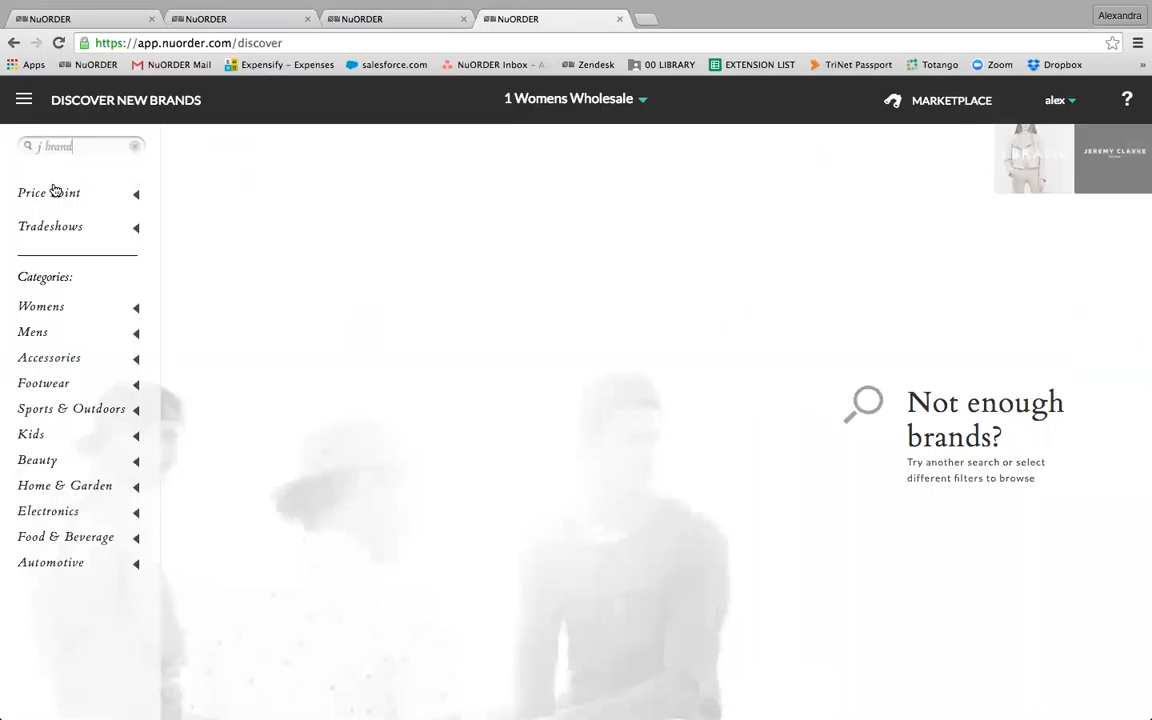 NuORDER
NuORDER
NuORDER
NuORDER
Alexandra
https://app.nuorder.com/discover
Apps NuORDER NuORDER Mail Expensify – Expenses salesforce.com NuORDER Inbox - A Zendesk 00 LIBRARY EXTENSION LIST TriNet Passport Totango Zoom Dropbox »
DISCOVER NEW BRANDS
1 Womens Wholesale
MARKETPLACE
alex
?
j brand
Price
Tradeshows
Categories:
Womens
Mens
Accessories
Footwear
Sports & Outdoors
Kids
Beauty
Home & Garden
Electronics
Food & Beverage
Automotive
JEREMY CLARKE
Not enough
brands?
Try another search or select
different filters to browse